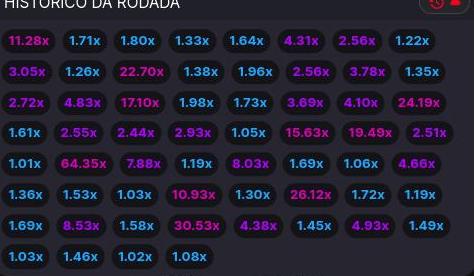 HISTÓRICO DA RODADA
11.28x 1.71x 1.80x 1.33x 1.64x 4.31x 2.56x 1.22x
3.05x 1.26x 22.70x 1.38x 1.96x 2.56x 3.78x 1.35x
2.72x 4.83x 17.10x 1.98x 1.73x 3.69x 4.10x 24.19x
1.61x 2.55x 2.44x 2.93x 1.05x 15.63x 19.49x 2.51x
1.01x 64.35x 7.88x 1.19x 8.03x 1.69x 1.06x 4.66x
1.36x 1.53x 1.03x 10.93x 1.30x 26.12x 1.72x 1.19x
1.69x 8.53x 1.58x 30.53x 4.38x 1.45x 4.93x 1.49x
1.03x 1.46x 1.02x 1.08x